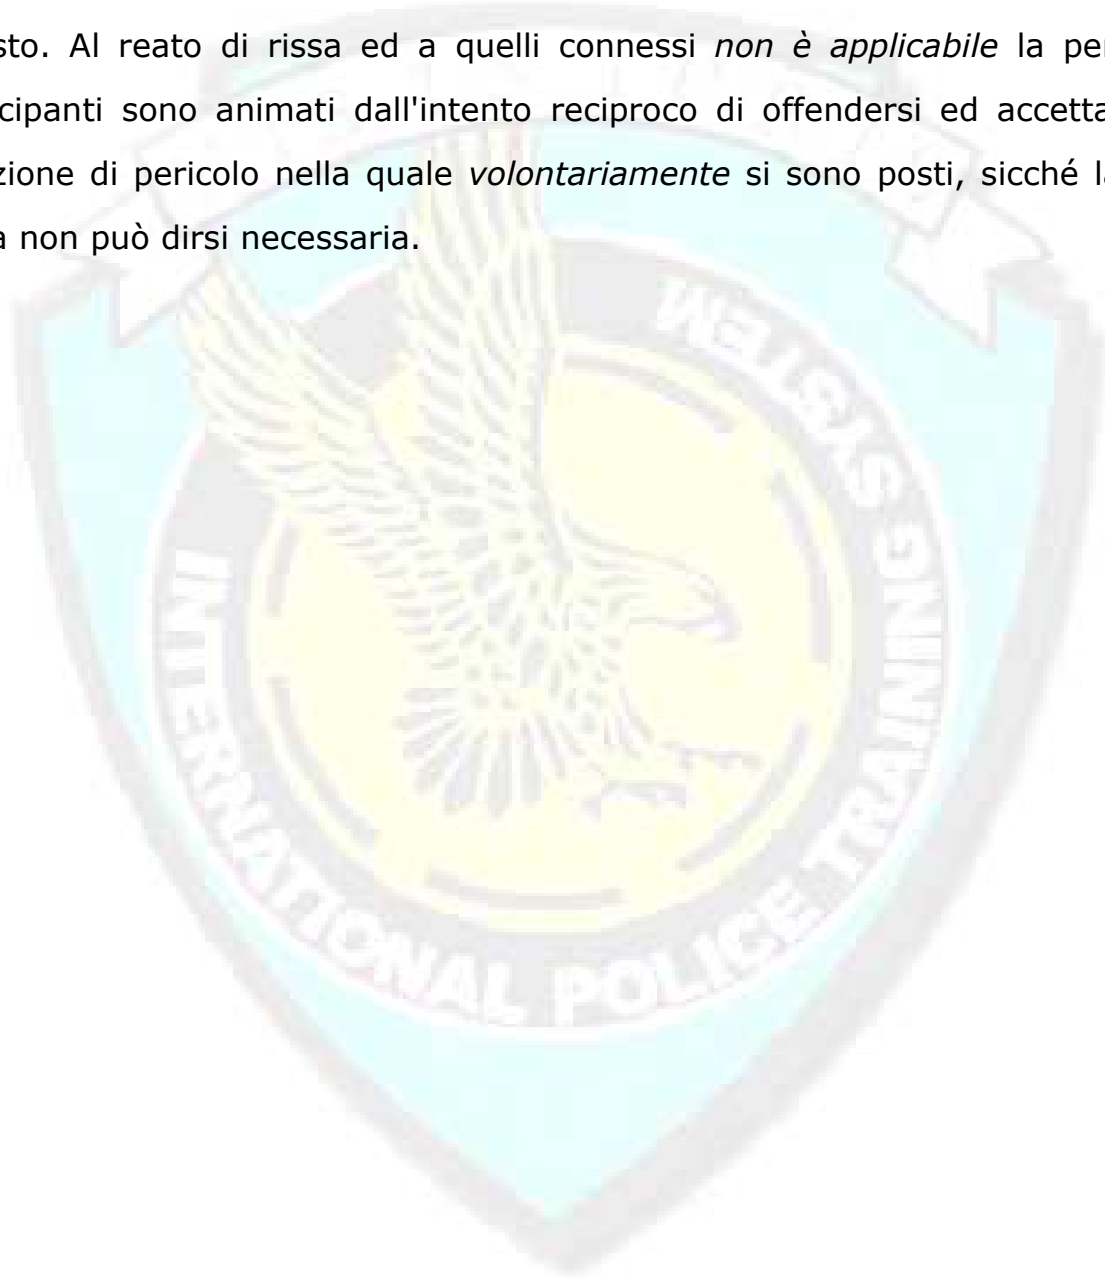 sto. Al reato di rissa ed a quelli connessi non è applicabile la per
cipanti sono animati dall'intento reciproco di offendersi ed accetta
zione di pericolo nella quale volontariamente si sono posti, sicché l
a non può dirsi necessaria.
INTERNATIONAL POLICE TRAINING SYSTEM